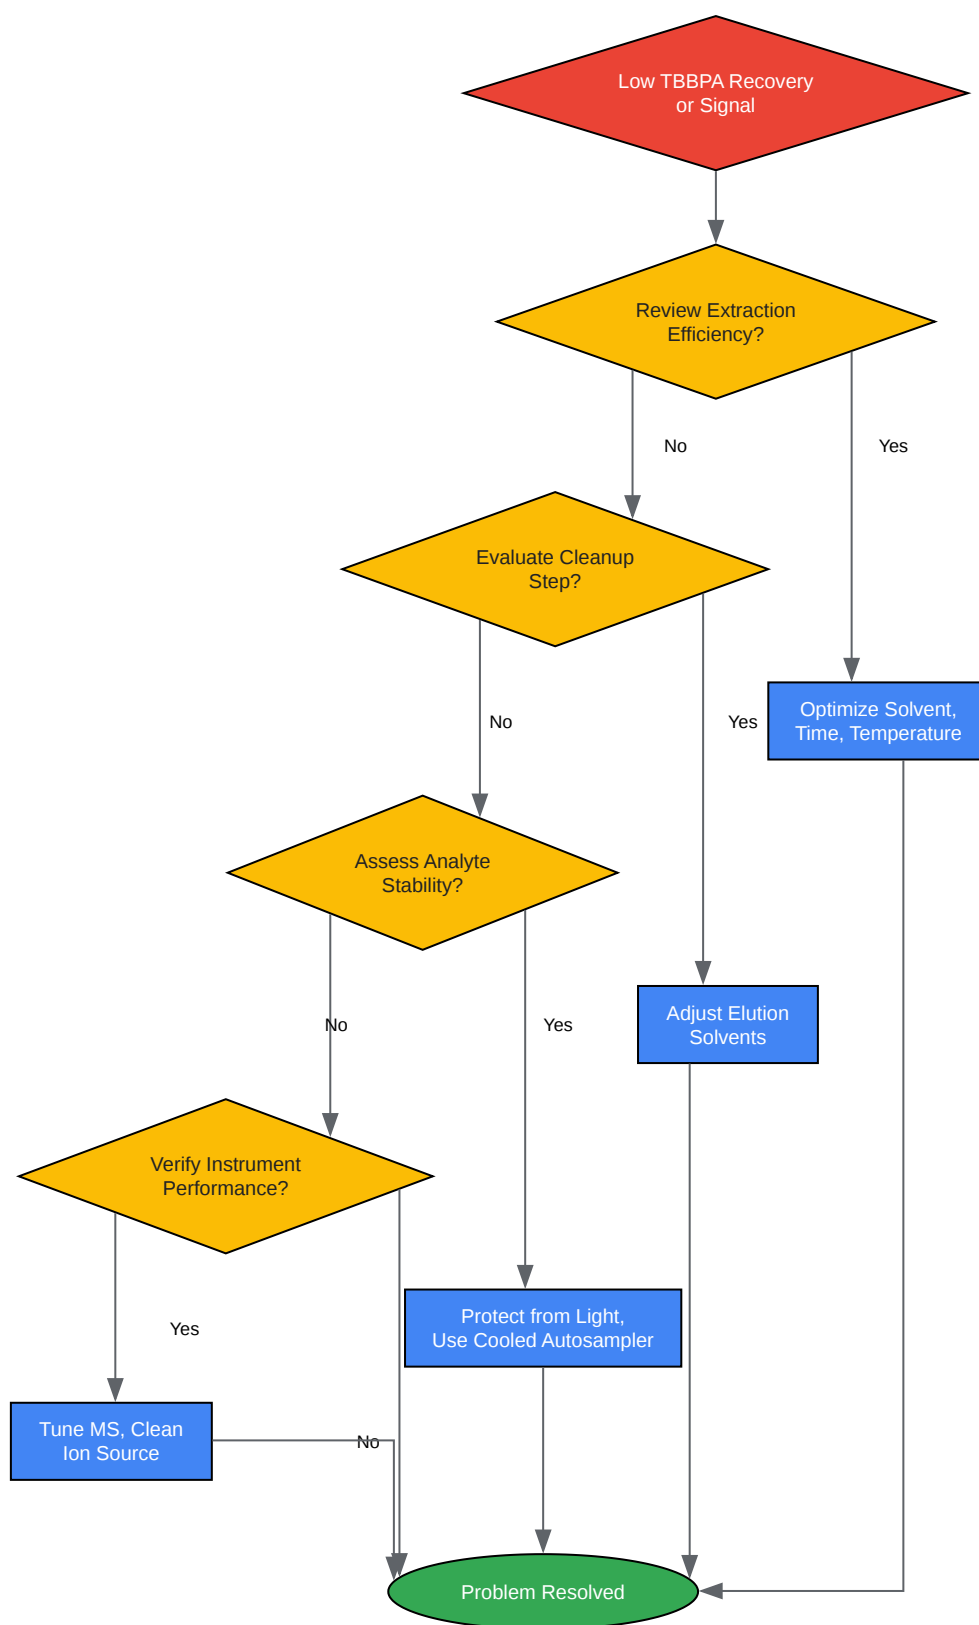 Low TBBPA Recovery
or Signal
Review Extraction
Efficiency?
No
Yes
Evaluate Cleanup
Step?
Optimize Solvent,
Time, Temperature
No
Yes
Assess Analyte
Stability?
Adjust Elution
Solvents
No
Yes
Verify Instrument
Performance?
Protect from Light,
Use Cooled Autosampler
Yes
Tune MS, Clean
Ion Source
No
Problem Resolved